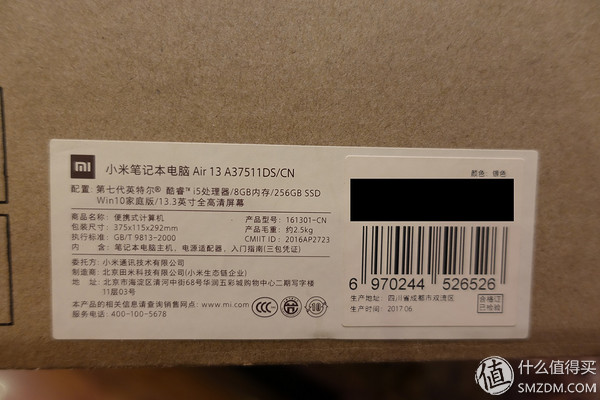 mi
小米笔记本电脑 Air 13 A37511DS/CN
配置: 第七代英特尔® 酷睿™ i5处理器/8GB内存/256GB SSD
Win10家庭版/13.3英寸全高清屏幕
商品名称: 便携式计算机
产品型号: 161301-CN
包装尺寸: 375x115x292mm
产品毛重: 约2.5kg
执行标准: GB/T 9813-2000
CMIIT ID: 2016AP2723
内 含: 笔记本电脑主机、电源适配器、入门指南(三包凭证)
委托方: 小米通讯技术有限公司
制造商: 北京田米科技有限公司(小米生态链企业)
地址: 北京市海淀区清河中街68号华润五彩城购物中心二期写字楼
11层03号
本产品商品信息请查询销售网点: www.mi.com
服务电话: 400-100-5678
颜色: 银色
6 970244 526526
生产地址: 四川省成都市双流区
生产日期: 2017.06
合格证
已检验
值 什么值得买
SMZDM.COM